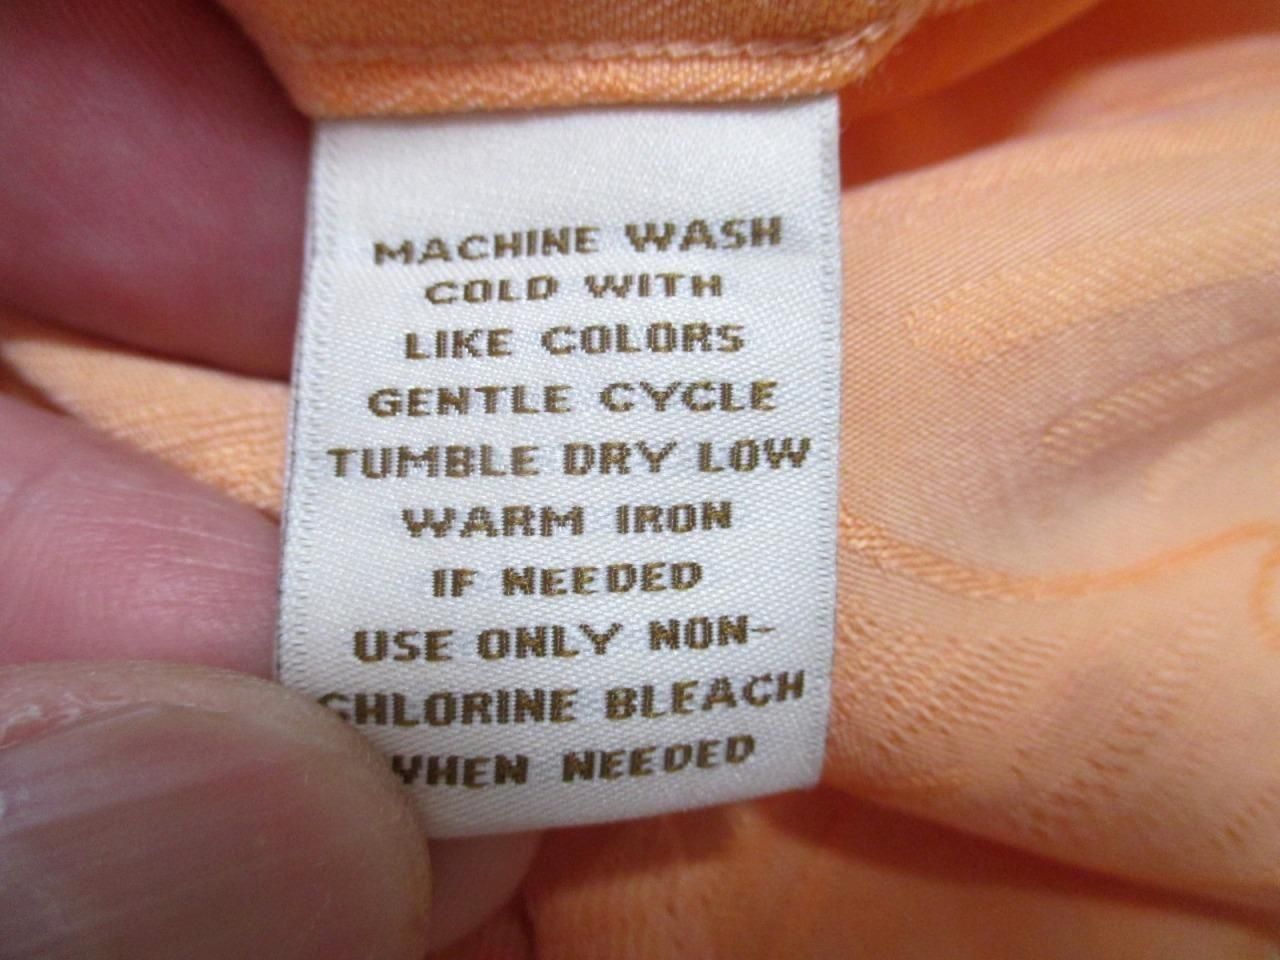 MACHINE WASH
COLD WITH
LIKE COLORS
GENTLE CYCLE
TUMBLE DRY LOW
WARM IRON
IF NEEDED
USE ONLY NON-
CHLORINE BLEACH
WHEN NEEDED